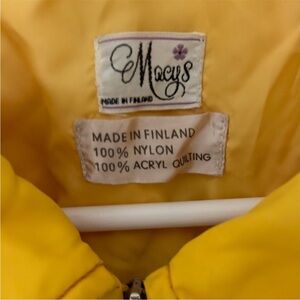 Macys
MADE IN FINLAND
MADE IN FINLAND
100% NYLON
100% ACRYL QUILTING